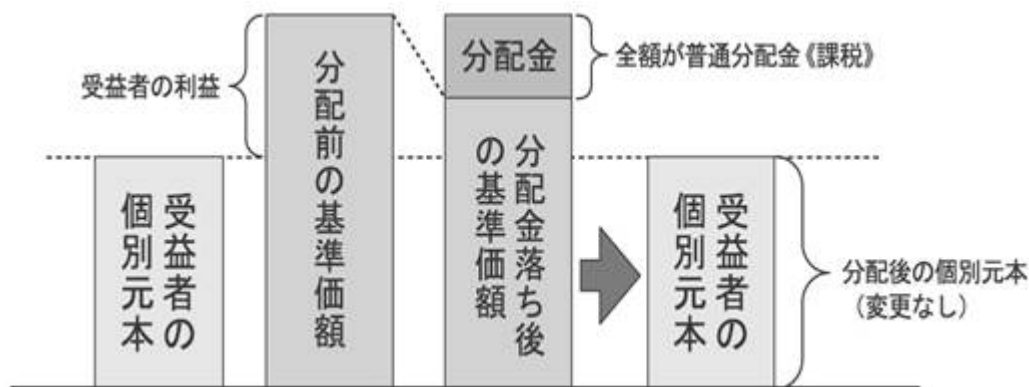 受益者の利益
受益者の
個別元本
分配前の基準価額
分配金
全額が普通分配金《課税》
分配金落ち後
の基準価額
受益者の
個別元本
分配後の個別元本
（変更なし）